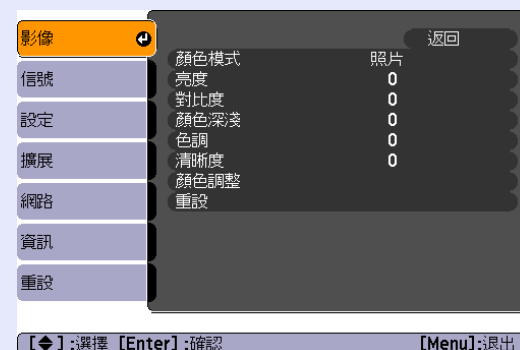 影像
信號
設定
擴展
網路
資訊
重設
返回
顏色模式 照片
亮度 0
對比度 0
顏色深淺 0
色調 0
清晰度 0
顏色調整
重設
[◆]:選擇 [Enter]:確認 [Menu]:退出